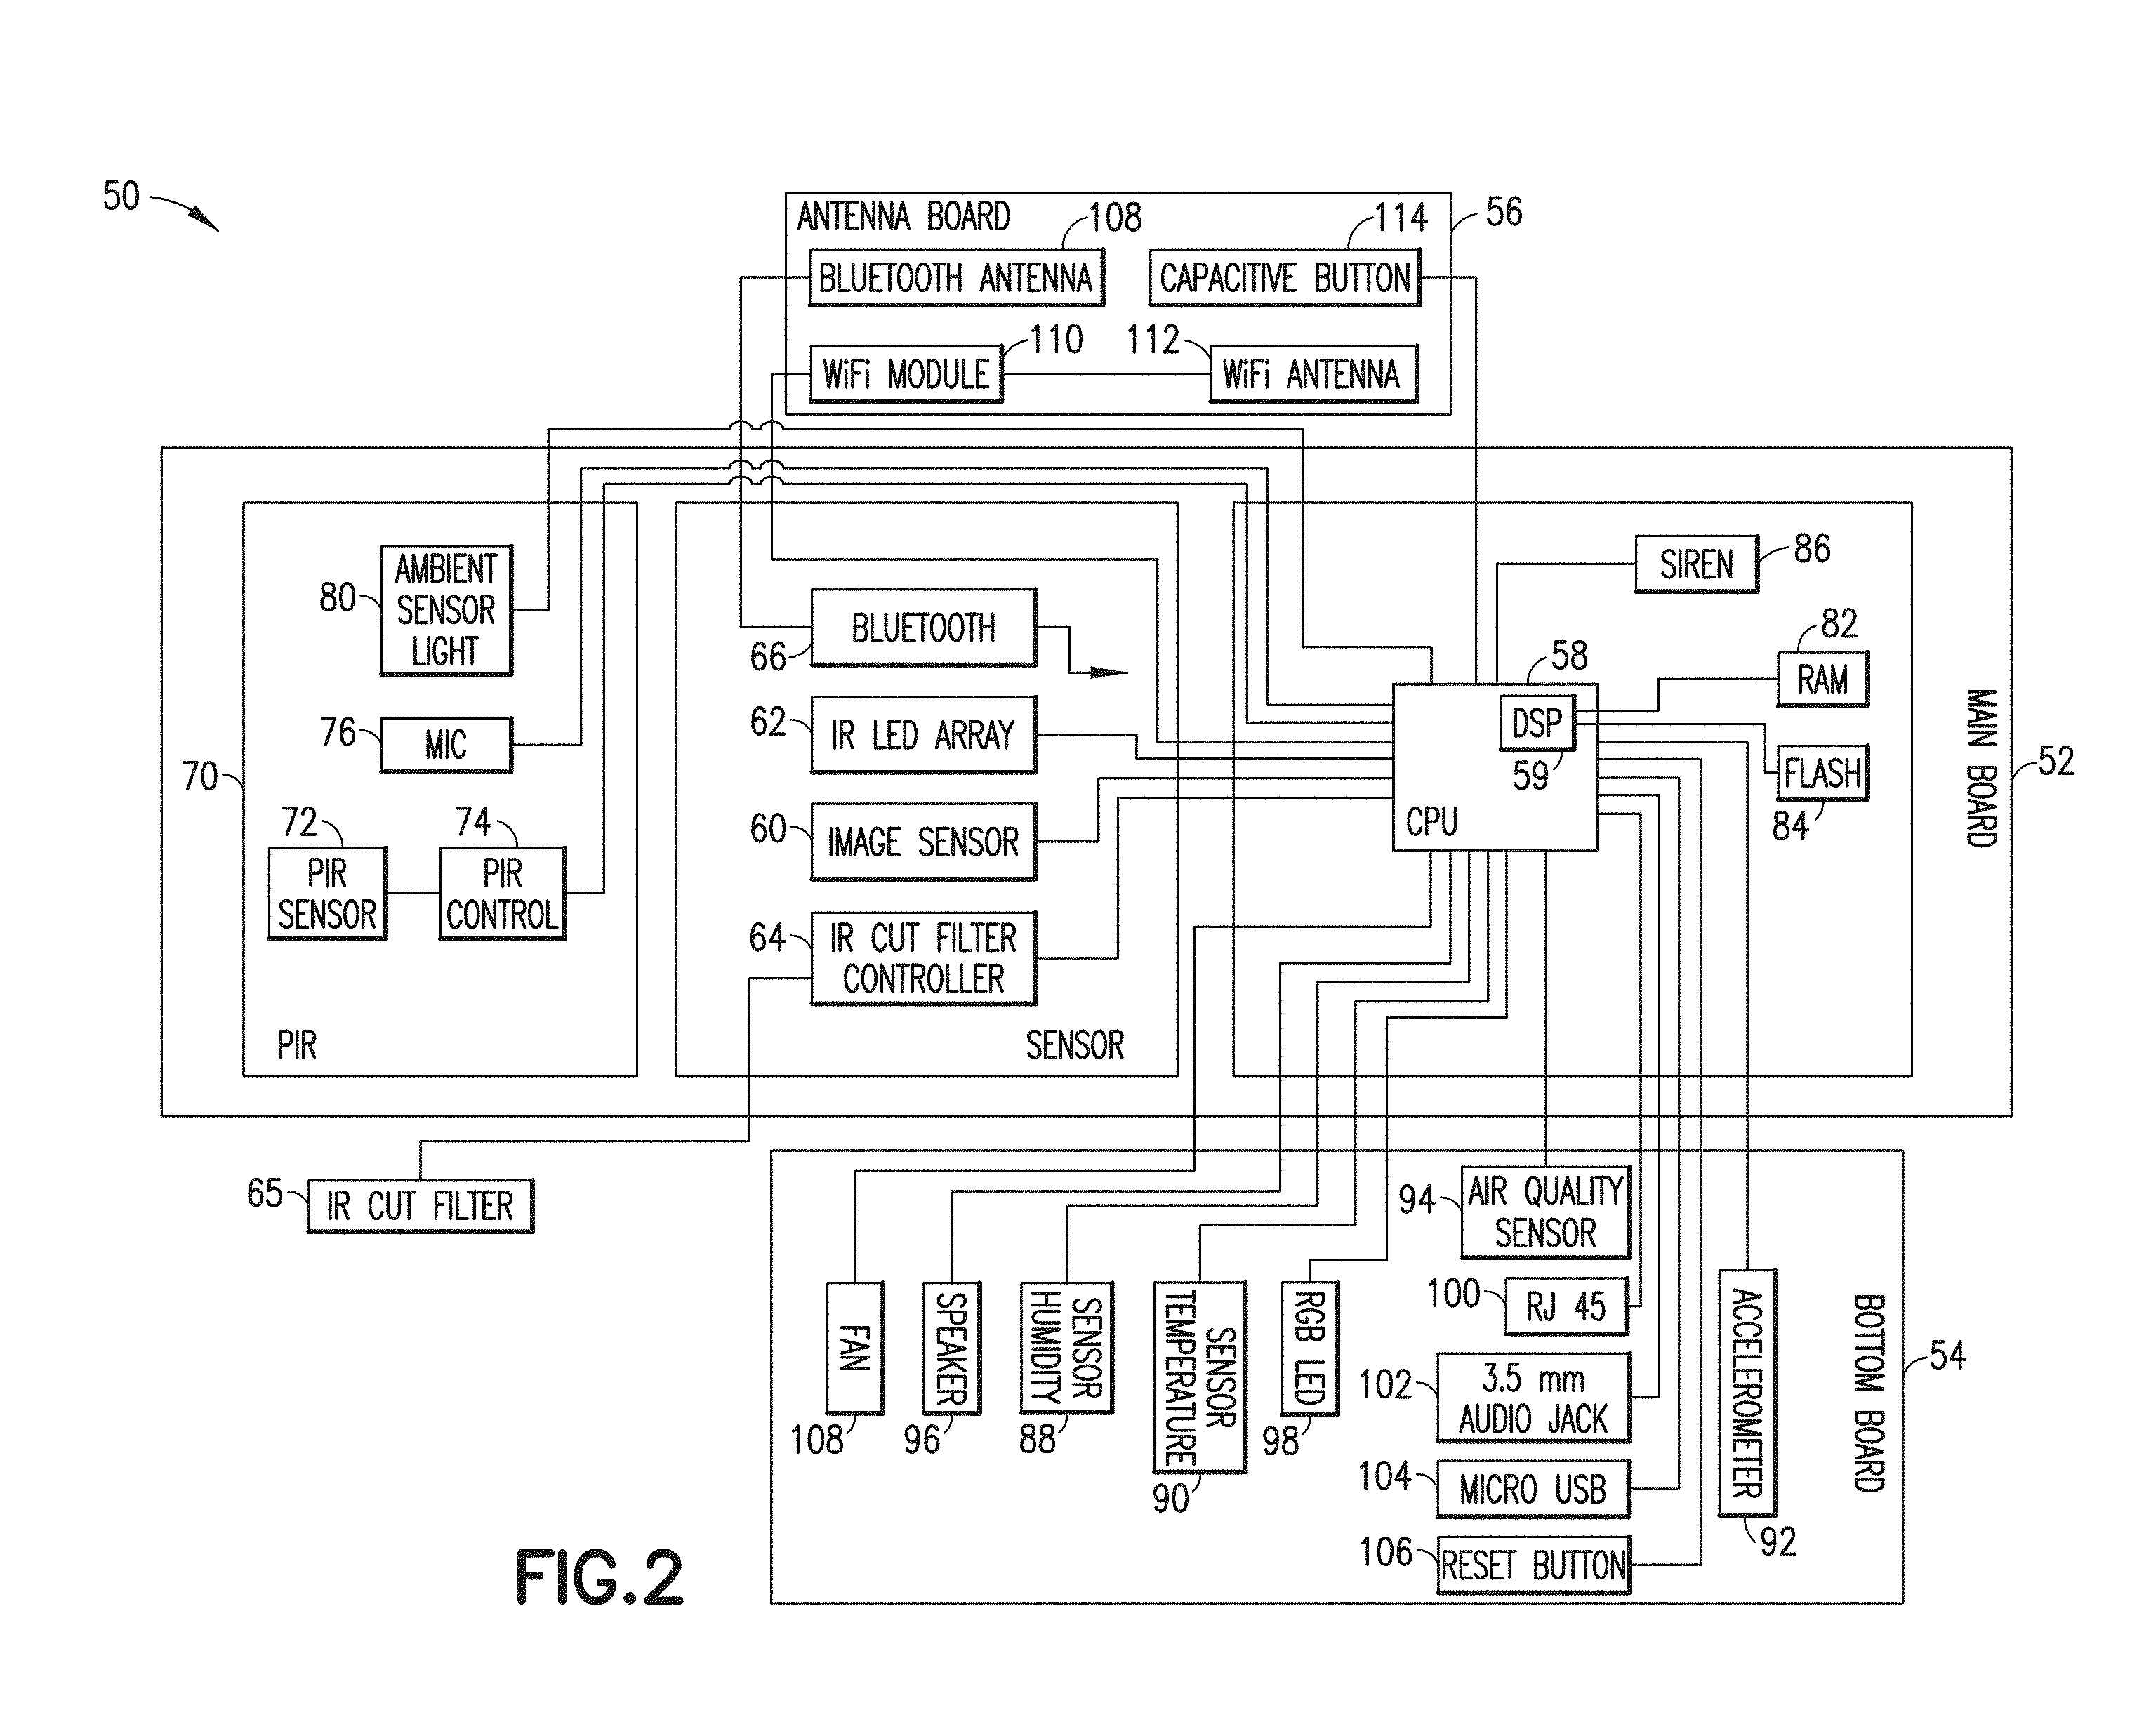 50
ANTENNA BOARD
108
114
56
BLUETOOTH ANTENNA
CAPACITIVE BUTTON
110
112
WiFi MODULE
WiFi ANTENNA
70
80
AMBIENT
SENSOR
LIGHT
76
MIC
72
74
PIR
SENSOR
PIR
CONTROL
PIR
BLUETOOTH
66
62
IR LED ARRAY
60
IMAGE SENSOR
64
IR CUT FILTER
CONTROLLER
SENSOR
SIREN
86
82
RAM
58
DSP
59
CPU
FLASH
84
MAIN BOARD
52
65
IR CUT FILTER
FAN
108
SPEAKER
96
SENSOR
HUMIDITY
88
SENSOR
TEMPERATURE
90
RGB LED
98
94
AIR QUALITY
SENSOR
100
RJ 45
102
3.5 mm
AUDIO JACK
104
MICRO USB
106
RESET BUTTON
ACCELEROMETER
92
BOTTOM BOARD
54
FIG.2